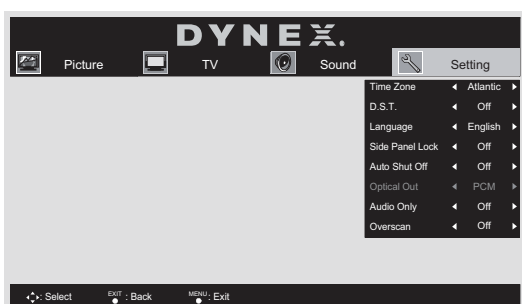 DYNEX.
Picture TV Sound Setting
Time Zone Atlantic
D.S.T. Off
Language English
Side Panel Lock Off
Auto Shut Off Off
Optical Out PCM
Audio Only Off
Overscan Off
: Select EXIT : Back MENU : Exit